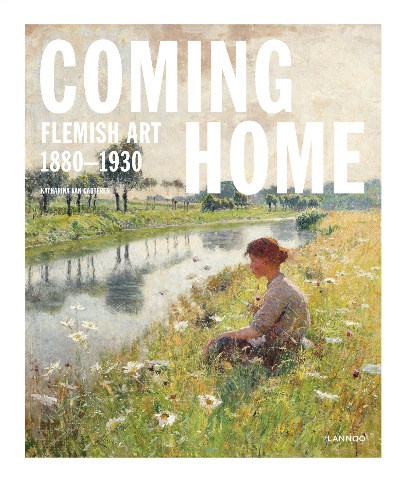 COMING
HOME
FLEMISH ART
1880–1930
KATHARINA VAN CAUTEREN
LANNOO